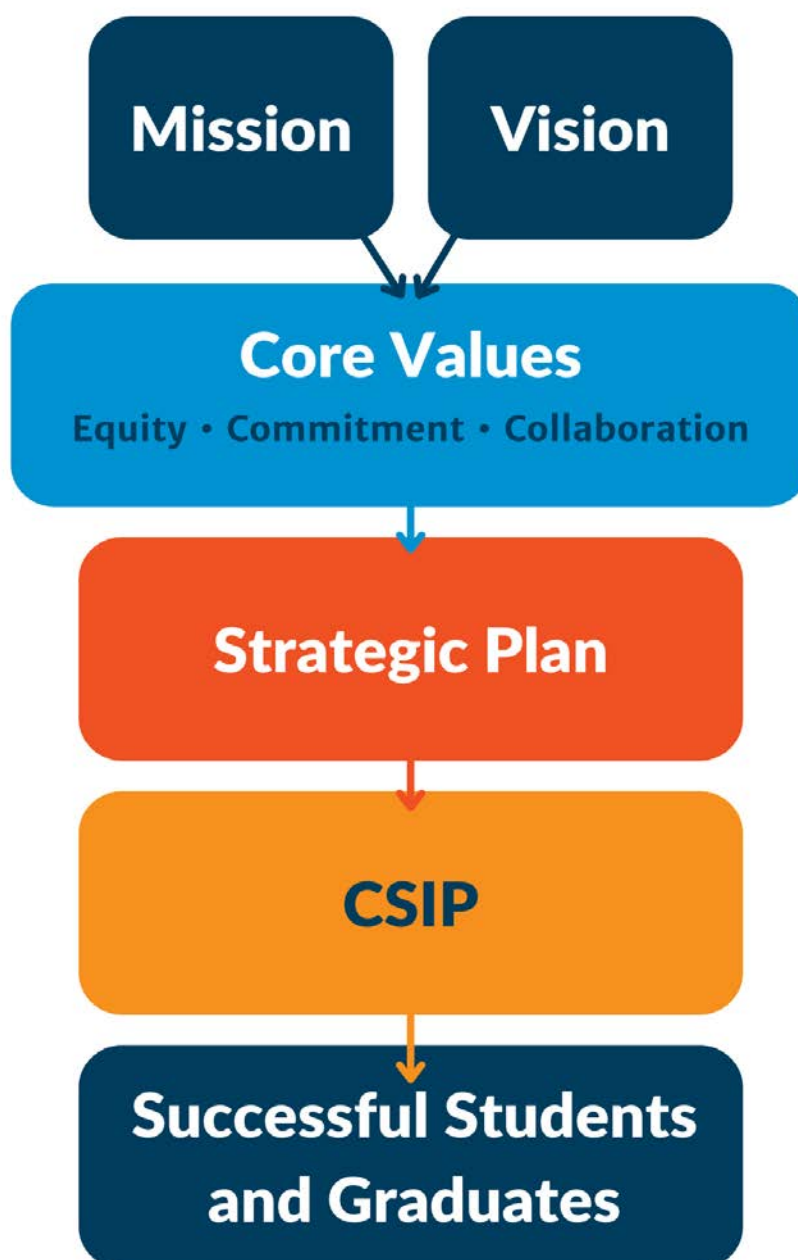 Mission
Vision
Core Values
Equity • Commitment • Collaboration
Strategic Plan
CSIP
Successful Students
and Graduates